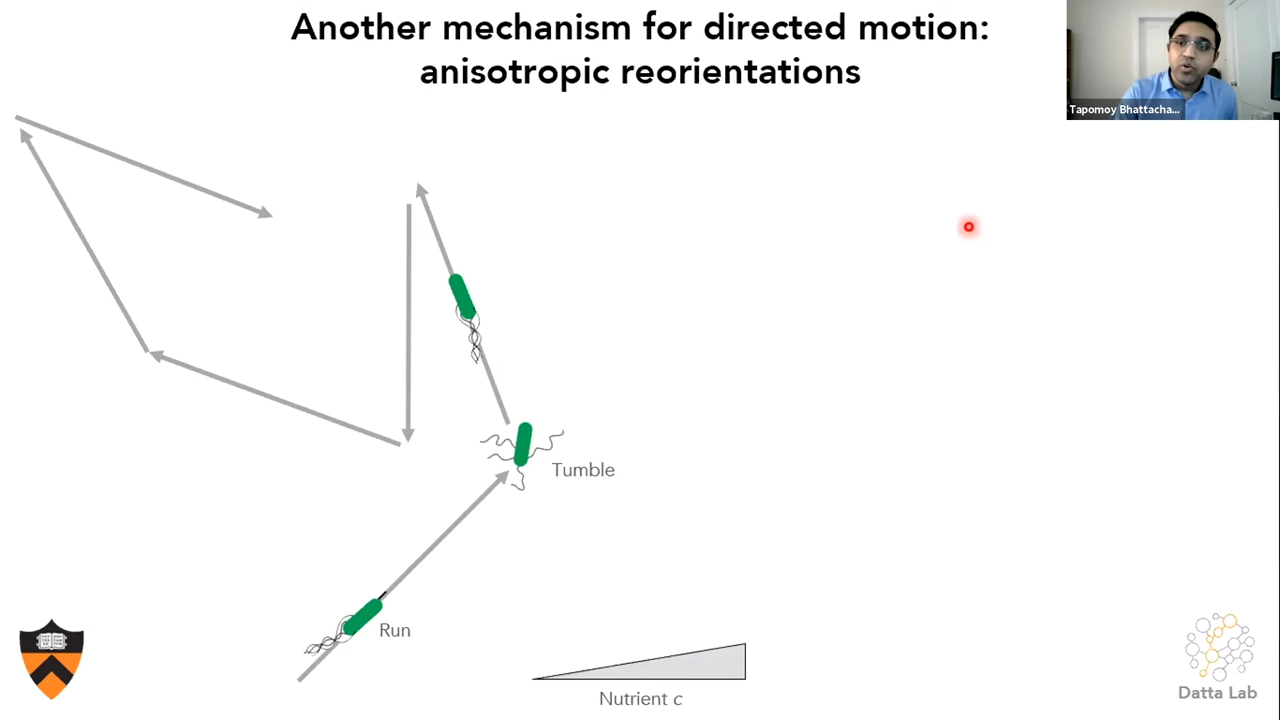 Another mechanism for directed motion:
anisotropic reorientations
Tapomoy Bhattacha...
Tumble
Run
Nutrient c
Datta Lab